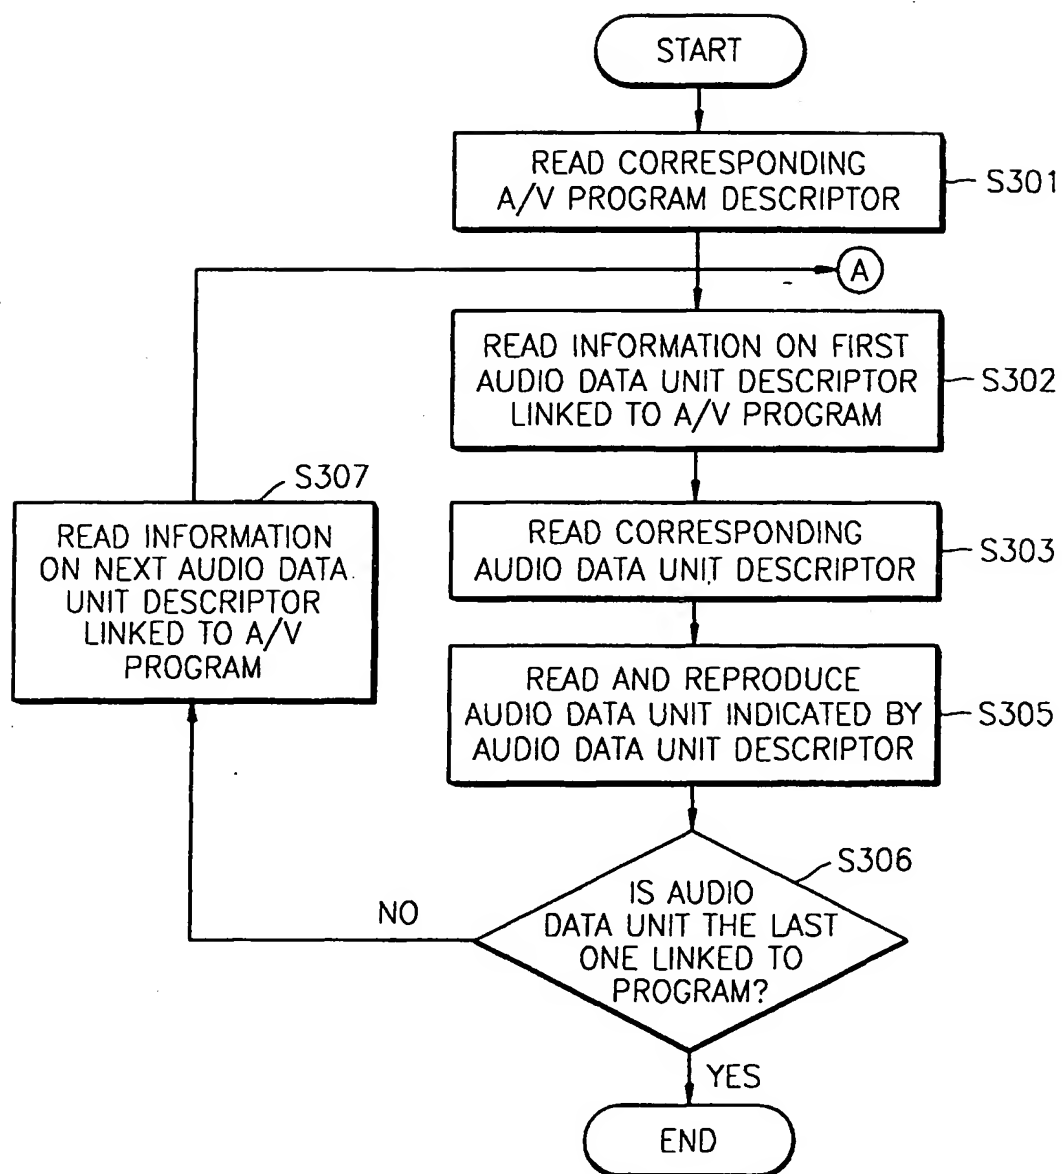 START
READ CORRESPONDING
A/V PROGRAM DESCRIPTOR
S301
A
READ INFORMATION ON FIRST
AUDIO DATA UNIT DESCRIPTOR
LINKED TO A/V PROGRAM
S302
S307
READ INFORMATION
ON NEXT AUDIO DATA
UNIT DESCRIPTOR
LINKED TO A/V
PROGRAM
READ CORRESPONDING
AUDIO DATA UNIT DESCRIPTOR
S303
READ AND REPRODUCE
AUDIO DATA UNIT INDICATED BY
AUDIO DATA UNIT DESCRIPTOR
S305
S306
IS AUDIO
DATA UNIT THE LAST
ONE LINKED TO
PROGRAM?
NO
YES
END